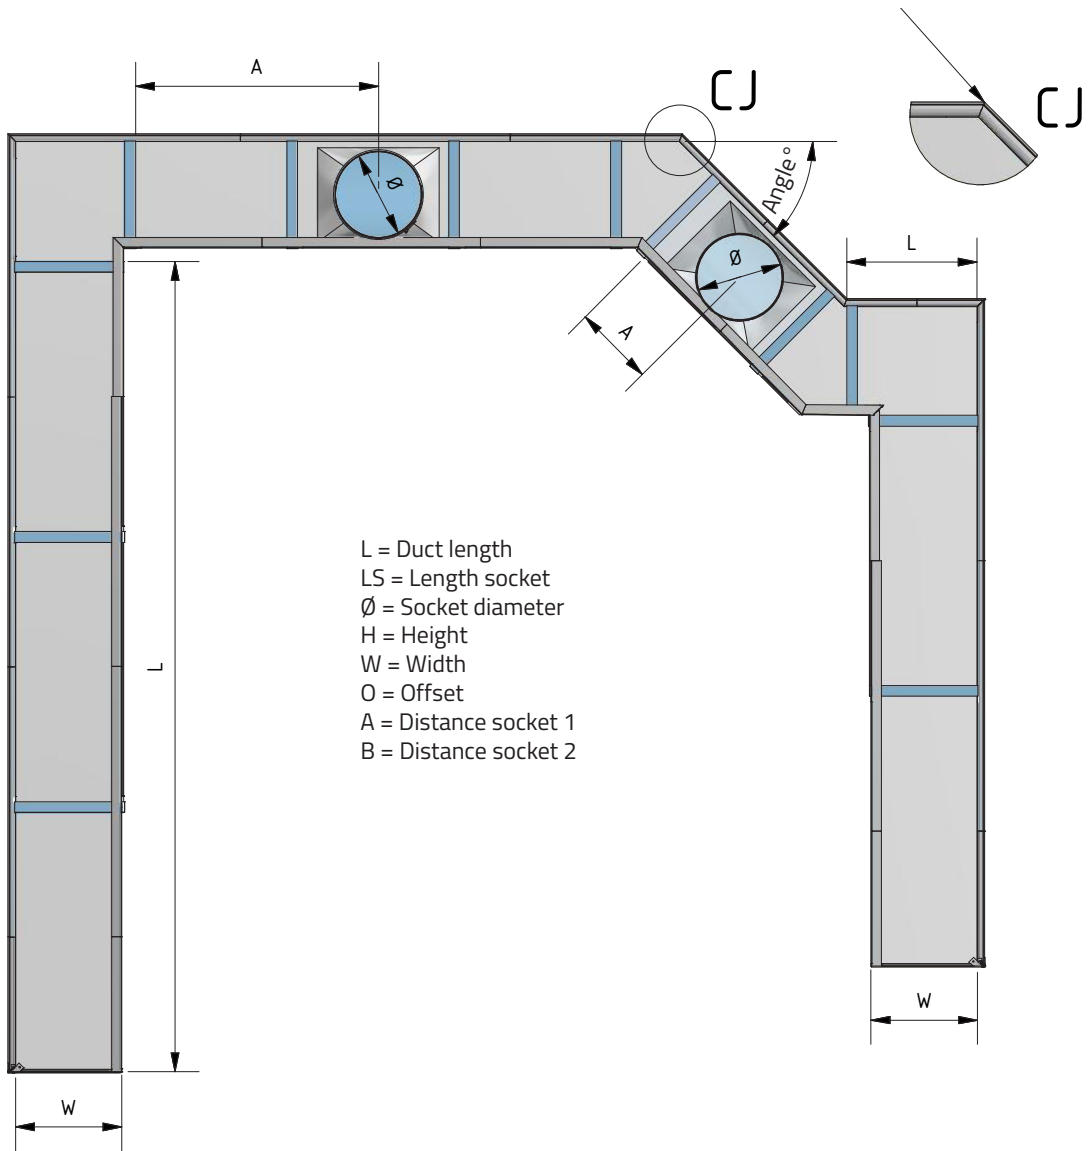 A
CJ
CJ
Ø
Angle °
L
Ø
A
L = Duct length
LS = Length socket
Ø = Socket diameter
H = Height
W = Width
O = Offset
A = Distance socket 1
B = Distance socket 2
L
W
W